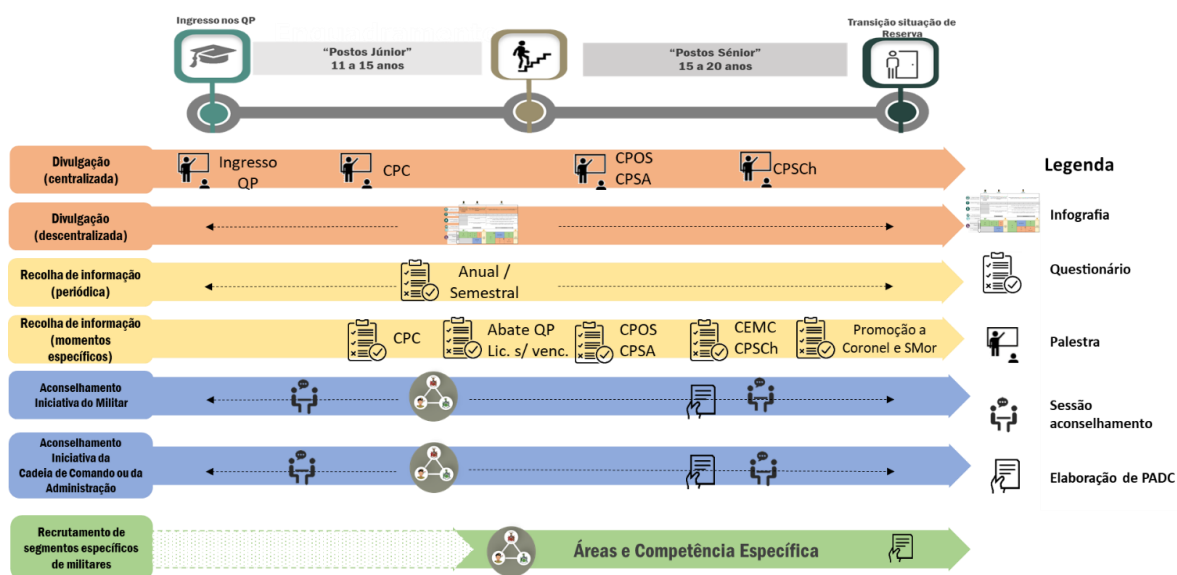 Ingresso nos QP
"Postos Júnior"
11 a 15 anos
"Postos Sénior"
15 a 20 anos
Transição situação de
Reserva
Divulgação
(centralizada)
Ingresso
QP
CPC
CPOS
CPSA
CPSCh
Divulgação
(descentralizada)
Recolha de informação
(periódica)
Anual /
Semestral
Recolha de informação
(momentos
específicos)
CPC
Abate QP
Lic. s/ venc.
CPOS
CPSA
CEMC
CPSCh
Promoção a
Coronel e SMor
Aconselhamento
Iniciativa do Militar
Aconselhamento
Iniciativa da
Cadeia de Comando ou da
Administração
Recrutamento de
segmentos específicos
de militares
Áreas e Competência Específica
Legenda
Infografia
Questionário
Palestra
Sessão
aconselhamento
Elaboração de PADC